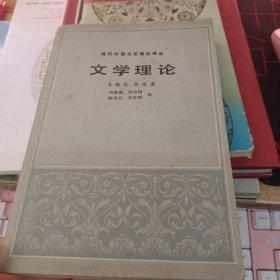 现代外国文艺理论译丛
文学理论
韦勒克、沃伦 著
刘象愚、邢培明
陈圣生、李哲明 译